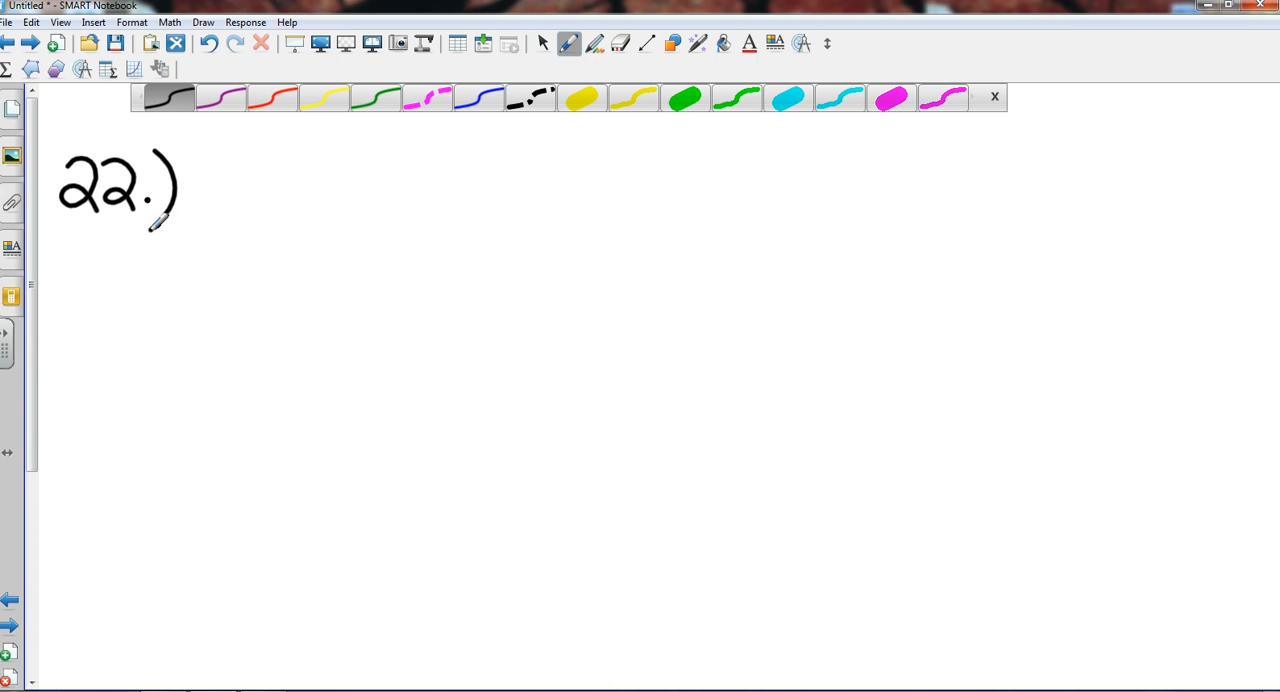 Untitled * - SMART Notebook
File Edit View Insert Format Math Draw Response Help
A
Σ
X
22.)
A